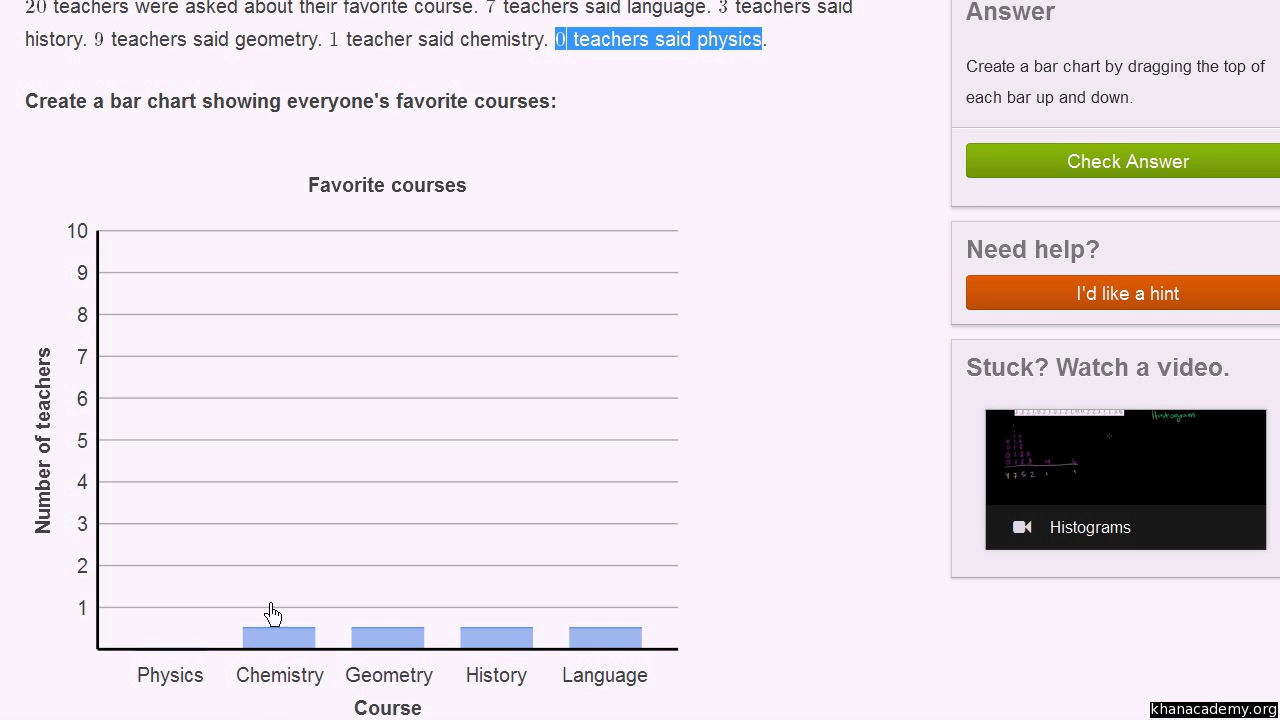 20 teachers were asked about their favorite course. 7 teachers said language. 3 teachers said
history. 9 teachers said geometry. 1 teacher said chemistry. 0 teachers said physics.
Create a bar chart showing everyone's favorite courses:
Favorite courses
10
9
8
7
6
5
4
3
2
1
Number of teachers
Physics Chemistry Geometry History Language
Course
Answer
Create a bar chart by dragging the top of
each bar up and down.
Check Answer
Need help?
I'd like a hint
Stuck? Watch a video.
Histogram
Histograms
khanacademy.org